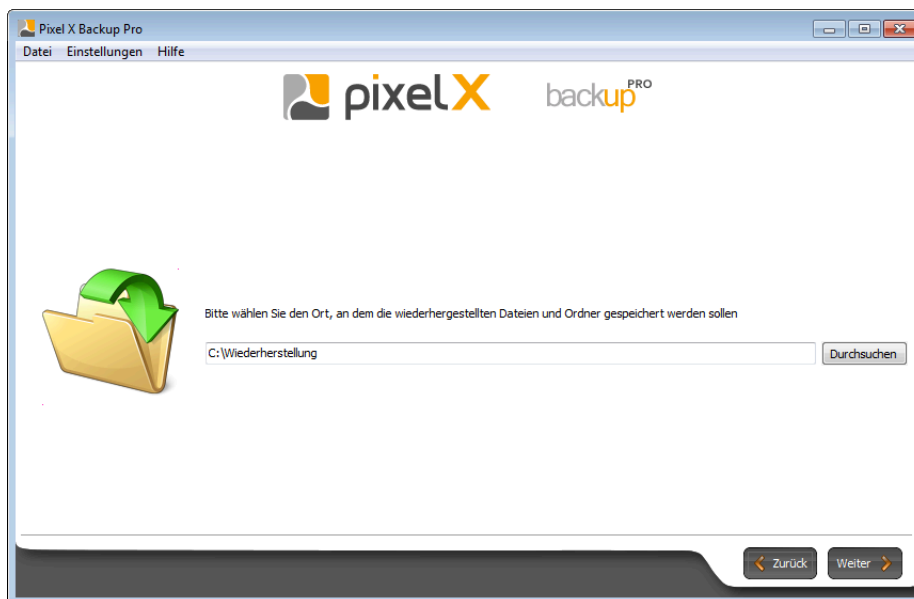 Pixel X Backup Pro
Datei Einstellungen Hilfe
pixelX backup PRO
Bitte wählen Sie den Ort, an dem die wiederhergestellten Dateien und Ordner gespeichert werden sollen
C:\Wiederherstellung Durchsuchen
Zurück Weiter